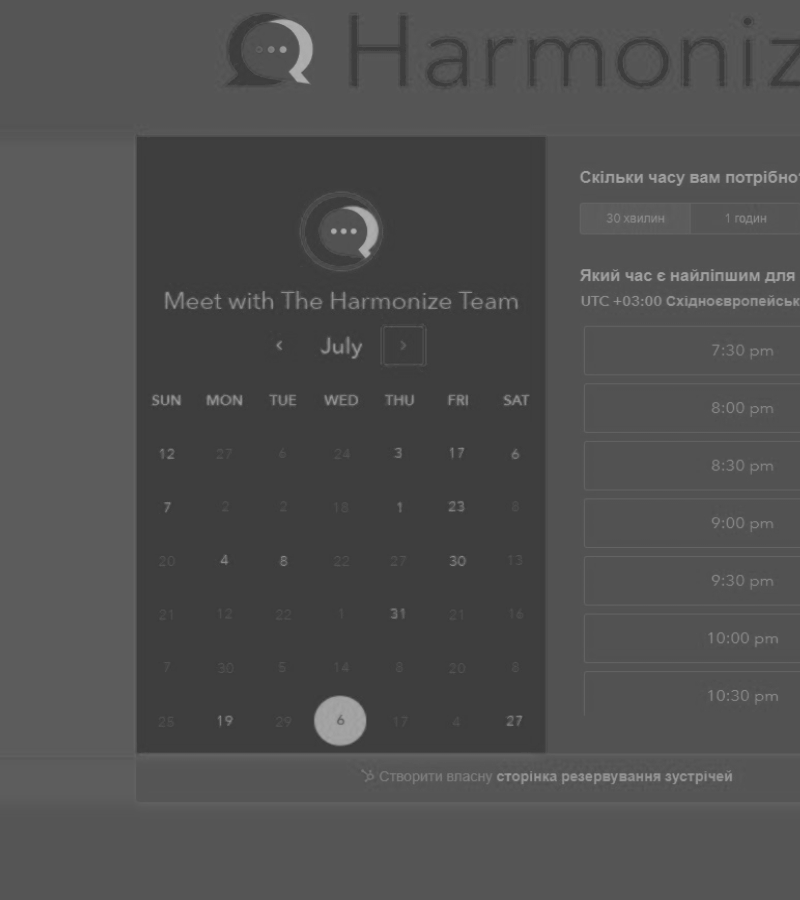 Harmoniz
Meet with The Harmonize Team
July
SUN MON TUE WED THU FRI SAT
12 27 6 24 3 17 6
7 2 2 18 1 23 8
20 4 8 22 27 30 13
21 12 22 1 31 21 16
7 30 5 14 8 20 8
25 19 29 6 17 4 27
Скільки часу вам потрібно
30 хвилин 1 годин
Який час є найліпшим для
UTC +03:00 Східноєвропейськ
7:30 pm
8:00 pm
8:30 pm
9:00 pm
9:30 pm
10:00 pm
10:30 pm
Створити власну сторінка резервування зустрічей